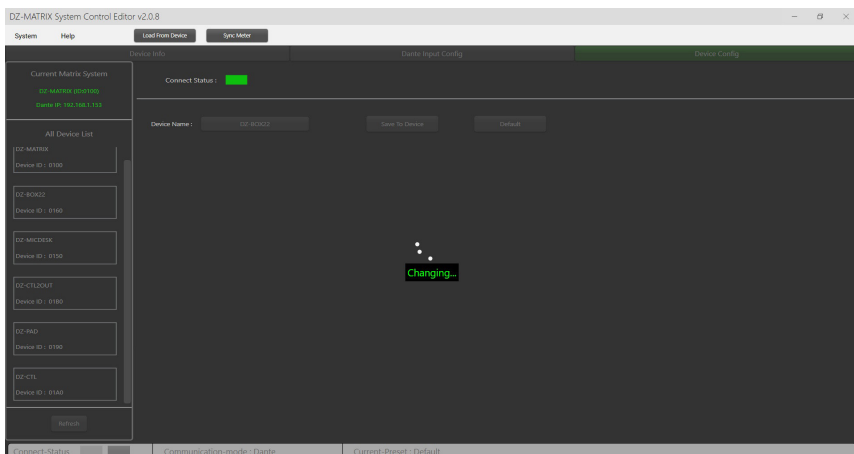 DZ-MATRIX System Control Editor v2.0.8
System Help Load From Device Sync Meter
Device Info Dante Input Config Device Config
Current Matrix System
DZ-MATRIX (ID:0100)
Dante IP: 192.168.1.153
Connect Status :
Device Name : DZ-BOX22 Save To Device Default
All Device List
DZ-MATRIX
Device ID : 0100
DZ-BOX22
Device ID : 0160
DZ-MICDESK
Device ID : 0150
DZ-CTL2OUT
Device ID : 01B0
DZ-PAD
Device ID : 0190
DZ-CTL
Device ID : 01A0
Refresh
Changing...
Connect-Status Communication-mode : Dante Current-Preset : Default